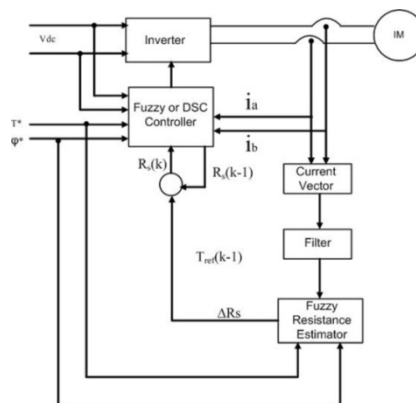 Vdc
Inverter
IM
Fuzzy or DSC
Controller
ia
ib
T*
φ*
Rs(k)
Rs(k-1)
Current
Vector
Filter
Tref(k-1)
ΔRs
Fuzzy
Resistance
Estimator